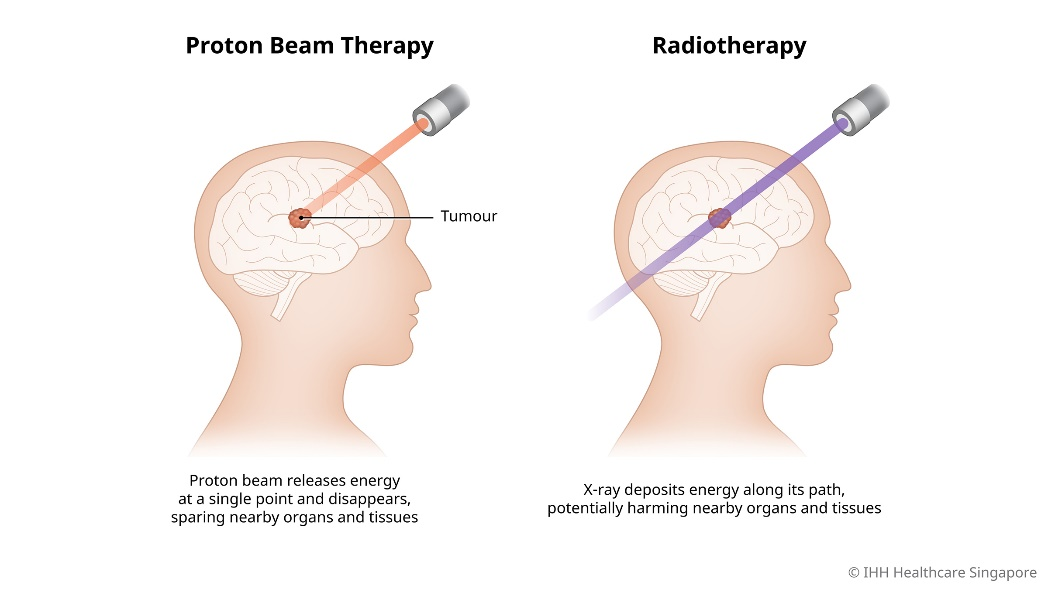 Proton Beam Therapy
Radiotherapy
Tumour
Proton beam releases energy
at a single point and disappears,
sparing nearby organs and tissues
X-ray deposits energy along its path,
potentially harming nearby organs and tissues
© IHH Healthcare Singapore